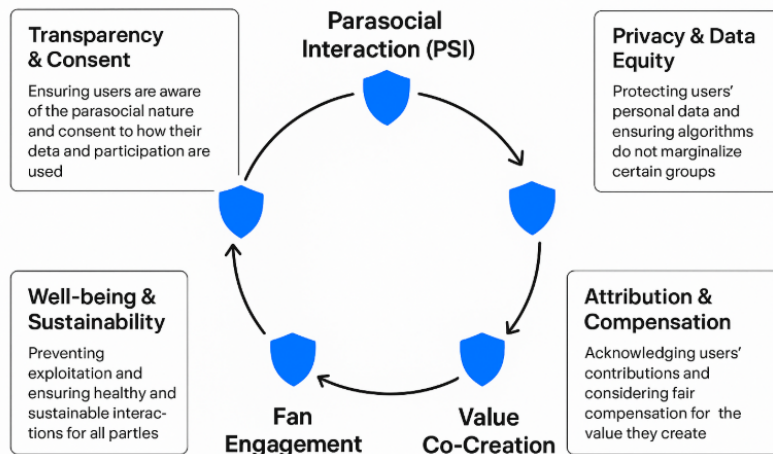 Parasocial
Interaction (PSI)
Transparency
& Consent
Ensuring users are aware
of the parasocial nature
and consent to how their
deta and participation are
used
Privacy & Data
Equity
Protecting users'
personal data and
ensuring algorithms
do not marginalize
certain groups
Well-being &
Sustainability
Preventing
exploitation and
ensuring healthy and
sustainable interac-
tions for all partles
Attribution &
Compensation
Acknowledging users'
contributions and
considering fair
compensation for the
value they create
Fan
Engagement
Value
Co-Creation